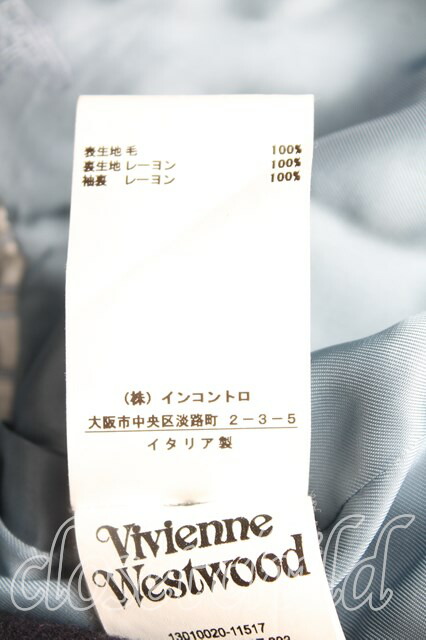 表生地 毛 100%
裏生地 レーヨン 100%
袖裏 レーヨン 100%
(株) インコントロ
大阪市中央区淡路町 2-3-5
イタリア製
Vivienne
Westwood
13010020-11517